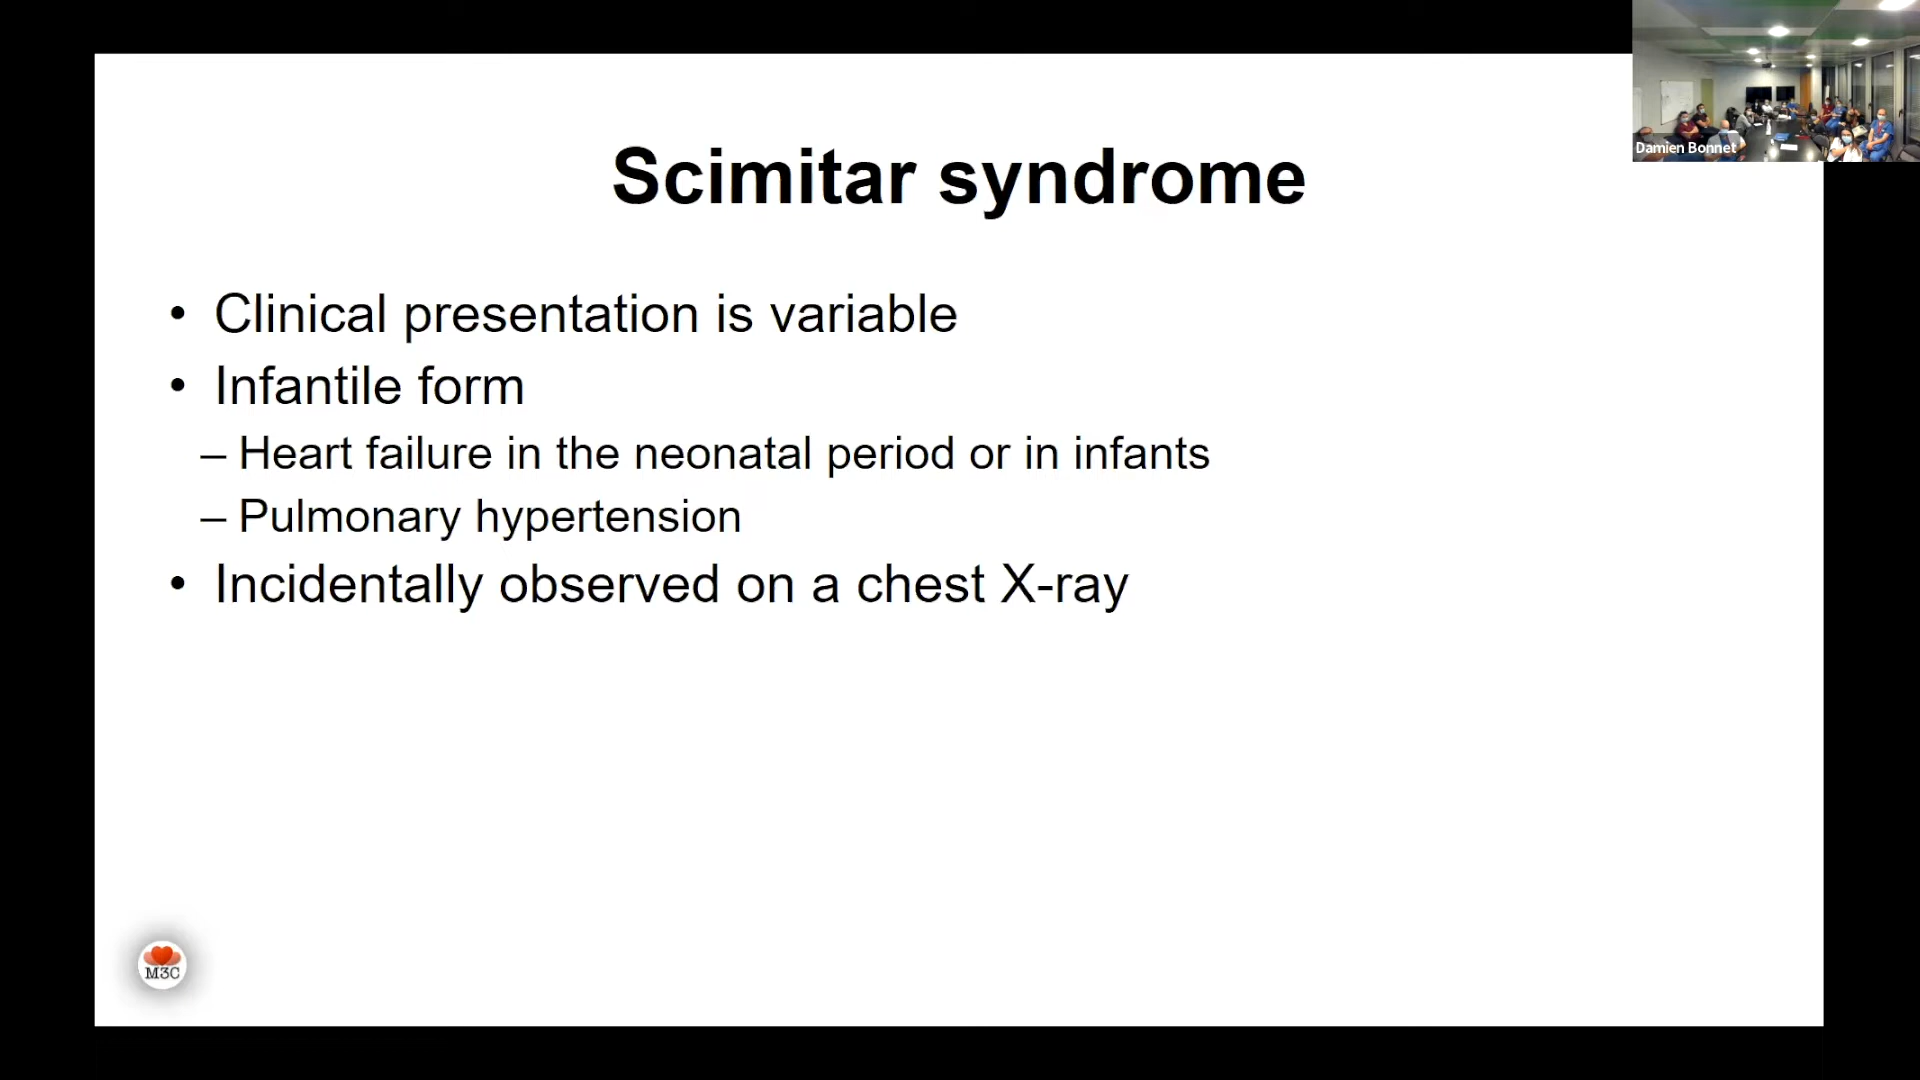 Damien Bonnet
Scimitar syndrome
• Clinical presentation is variable
• Infantile form
– Heart failure in the neonatal period or in infants
– Pulmonary hypertension
• Incidentally observed on a chest X-ray
M3C